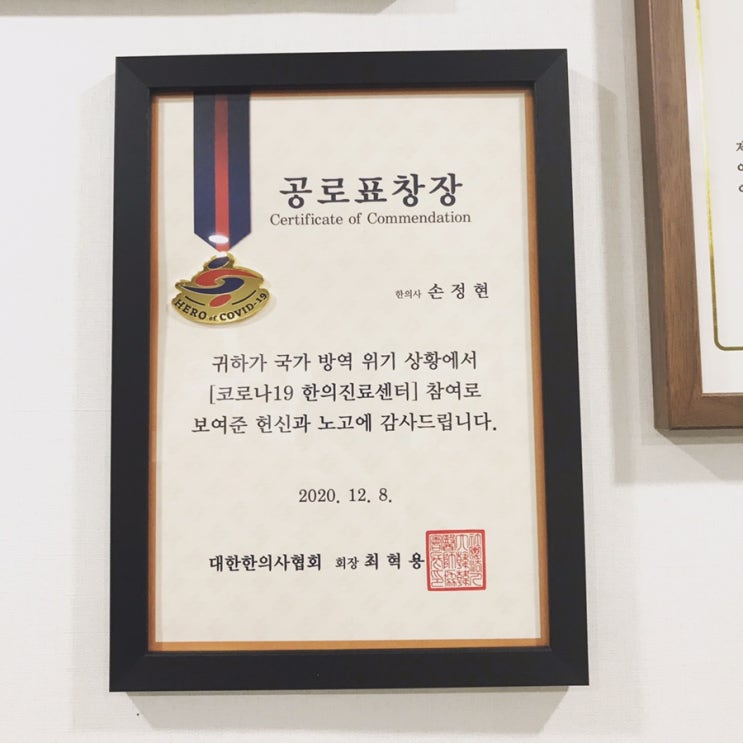 공로표창장
Certificate of Commendation
HERO of COVID-19
한의사 손정현
귀하가 국가 방역 위기 상황에서
[코로나19 한의진료센터] 참여로
보여준 헌신과 노고에 감사드립니다.
2020. 12. 8.
대한한의사협회 회장 최혁용